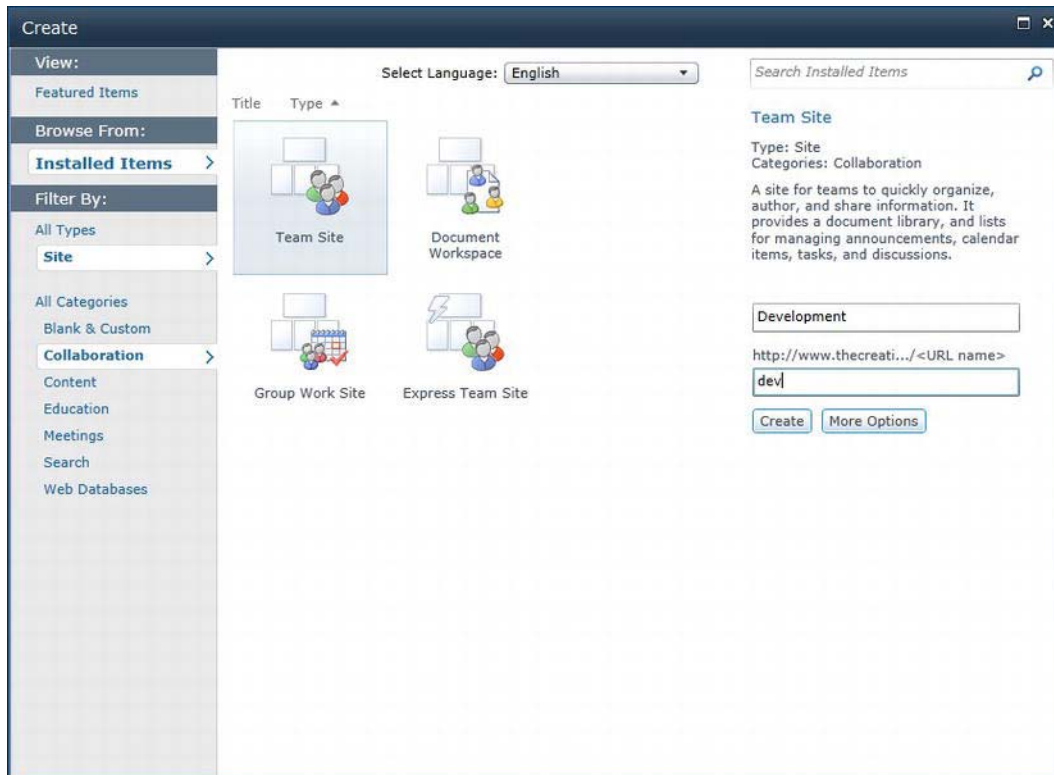 Create
View:
Featured Items
Browse From:
Installed Items
Filter By:
All Types
Site
All Categories
Blank & Custom
Collaboration
Content
Education
Meetings
Search
Web Databases
Select Language: English
Title Type
Team Site
Document
Workspace
Group Work Site
Express Team Site
Search Installed Items
Team Site
Type: Site
Categories: Collaboration
A site for teams to quickly organize,
author, and share information. It
provides a document library, and lists
for managing announcements, calendar
items, tasks, and discussions.
Development
http://www.thecreati.../<URL name>
dev
Create More Options